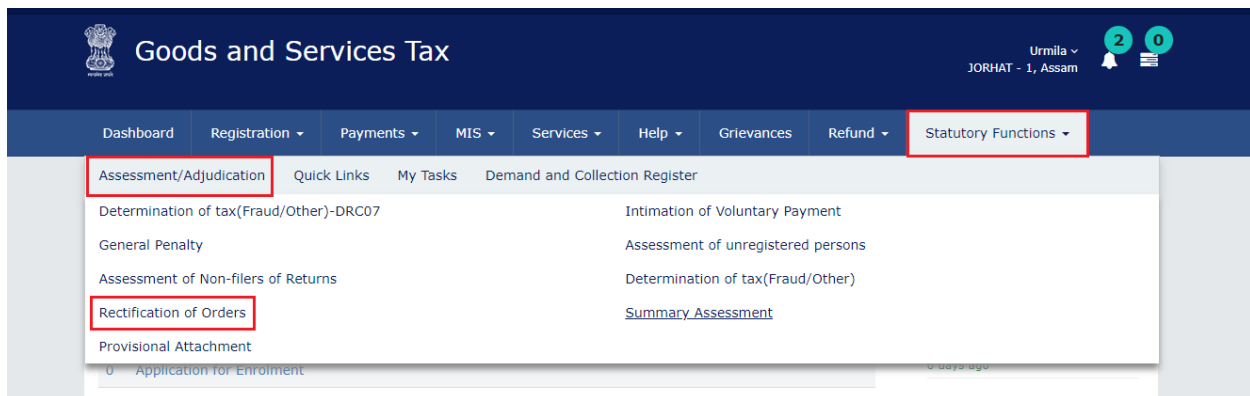 Goods and Services Tax
Urmila
JORHAT - 1, Assam
2 0
Dashboard Registration Payments MIS Services Help Grievances Refund Statutory Functions
Assessment/Adjudication Quick Links My Tasks Demand and Collection Register
Determination of tax(Fraud/Other)-DRC07 Intimation of Voluntary Payment
General Penalty Assessment of unregistered persons
Assessment of Non-filers of Returns Determination of tax(Fraud/Other)
Rectification of Orders Summary Assessment
Provisional Attachment
0 Application for Enrolment
days ago